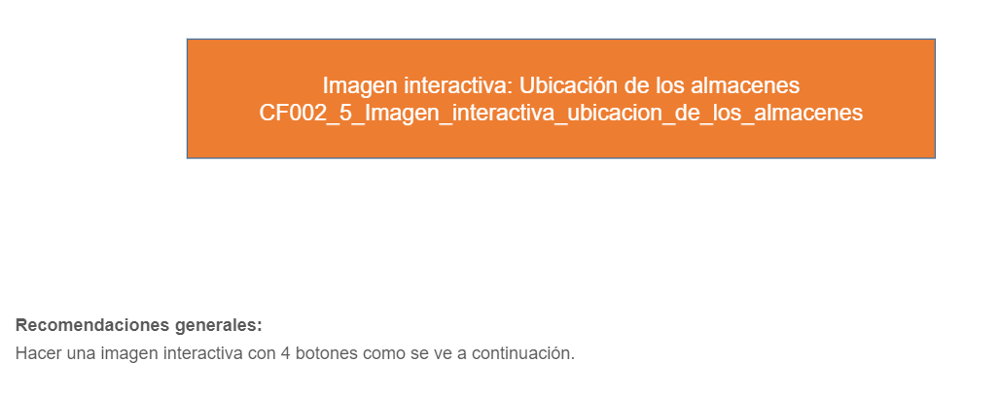 Imagen interactiva: Ubicación de los almacenes
CF002_5_Imagen_interactiva_ubicacion_de_los_almacenes
Recomendaciones generales:
Hacer una imagen interactiva con 4 botones como se ve a continuación.